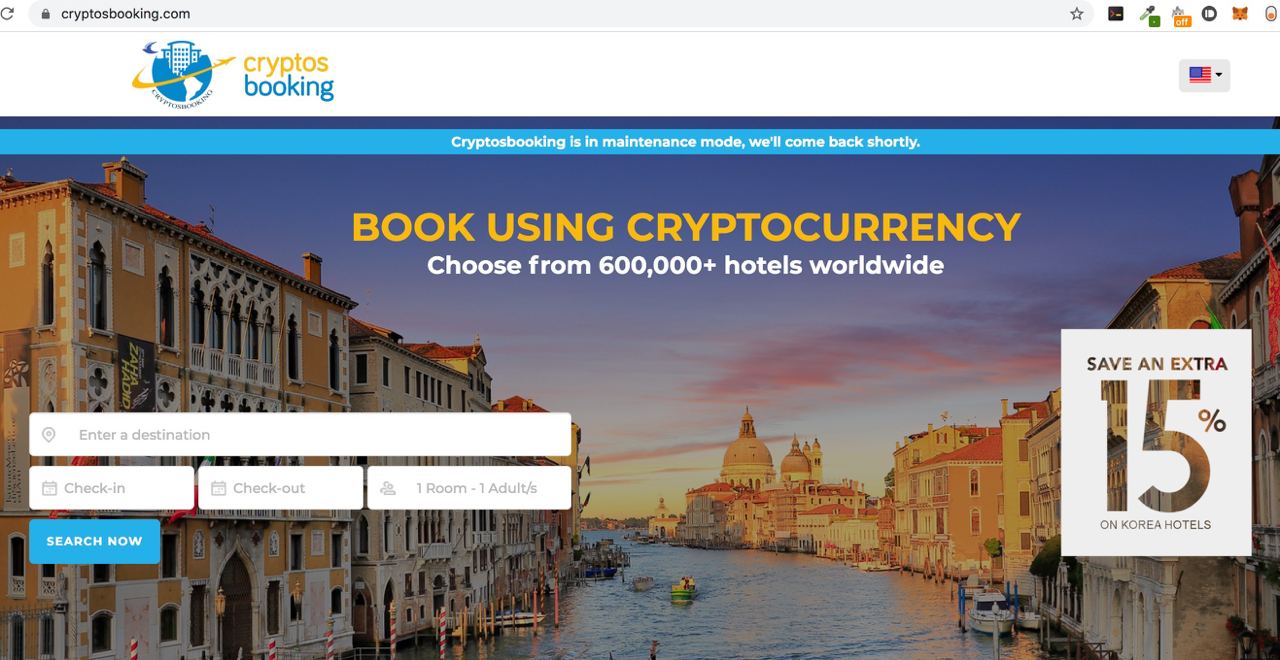 cryptosbooking.com
off
cryptos
booking
CRYPTOSBOOKING
Cryptosbooking is in maintenance mode, we'll come back shortly.
BOOK USING CRYPTOCURRENCY
Choose from 600,000+ hotels worldwide
ZAHA
HADID
SAVE AN EXTRA
15%
ON KOREA HOTELS
Enter a destination
Check-in
Check-out
1 Room - 1 Adult/s
SEARCH NOW